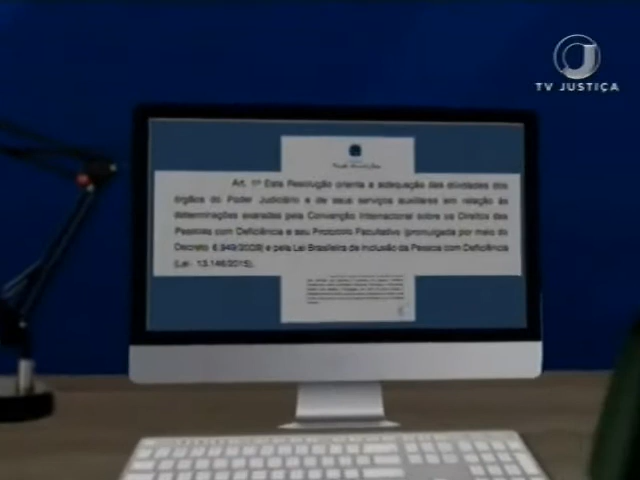 TV JUSTIÇA
Art. 1º Esta Resolução orienta a adequação das atividades dos
órgãos do Poder Judiciário e de seus serviços auxiliares em relação às
determinações exaradas pela Convenção Internacional sobre os Direitos das
Pessoas com Deficiência e seu Protocolo Facultativo (promulgada por meio do
Decreto 6.949/2009) e pela Lei Brasileira de Inclusão da Pessoa com Deficiência
(Lei 13.146/2015).